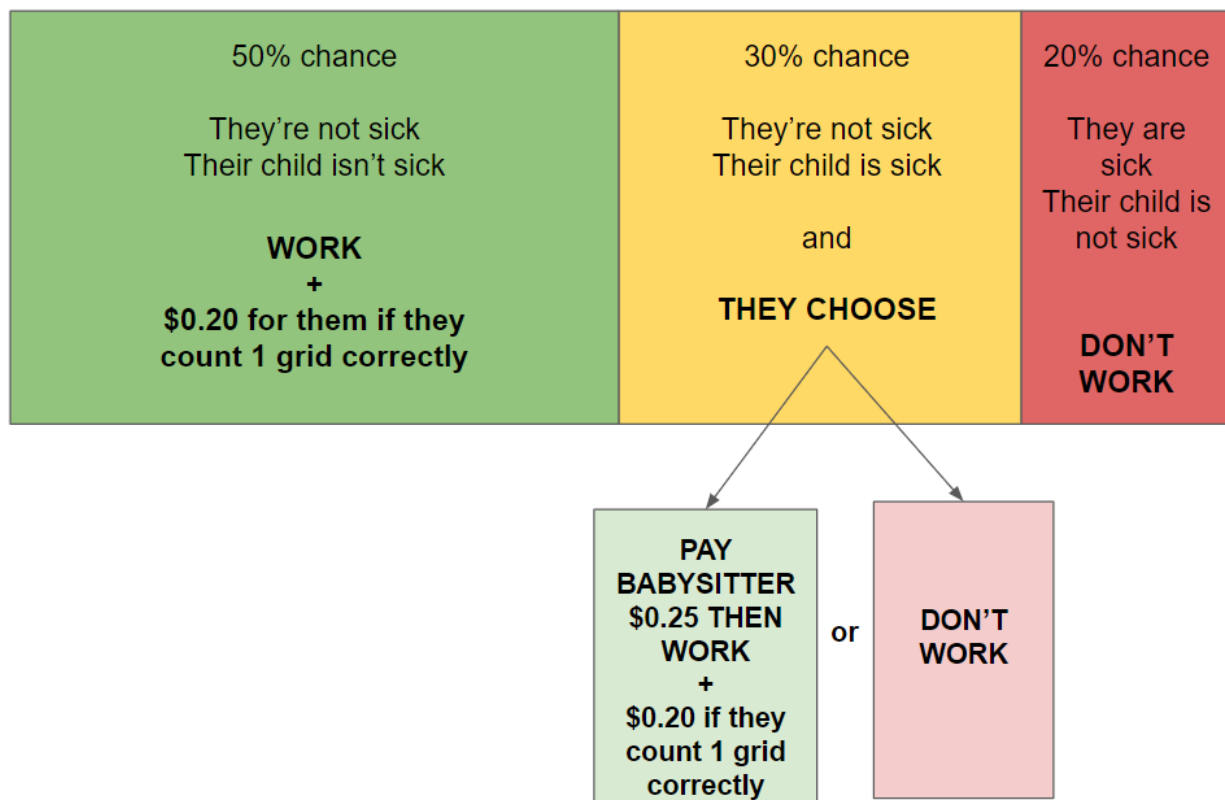 50% chance
They're not sick
Their child isn't sick
WORK
+
$0.20 for them if they
count 1 grid correctly
30% chance
They're not sick
Their child is sick
and
THEY CHOOSE
20% chance
They are
sick
Their child is
not sick
DON'T
WORK
PAY
BABYSITTER
$0.25 THEN
WORK
+
$0.20 if they
count 1 grid
correctly
or
DON'T
WORK